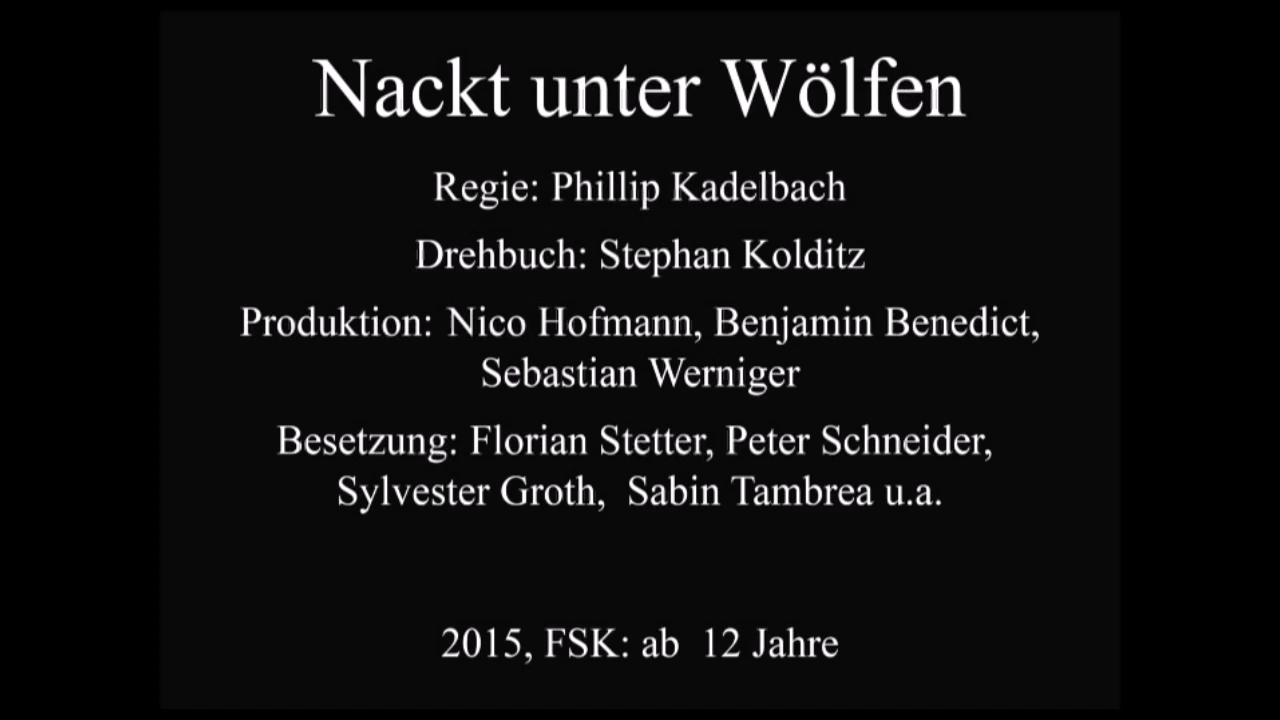 Nackt unter Wölfen
Regie: Phillip Kadelbach
Drehbuch: Stephan Kolditz
Produktion: Nico Hofmann, Benjamin Benedict,
Sebastian Werniger
Besetzung: Florian Stetter, Peter Schneider,
Sylvester Groth,  Sabin Tambrea u.a.
2015, FSK: ab  12 Jahre